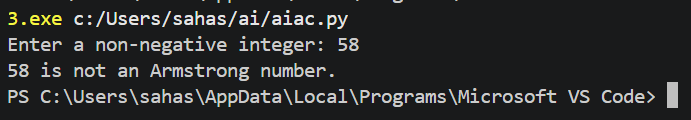 3.exe c:/Users/sahas/ai/aiac.py
Enter a non-negative integer: 58
58 is not an Armstrong number.
PS C:\Users\sahas\AppData\Local\Programs\Microsoft VS Code>